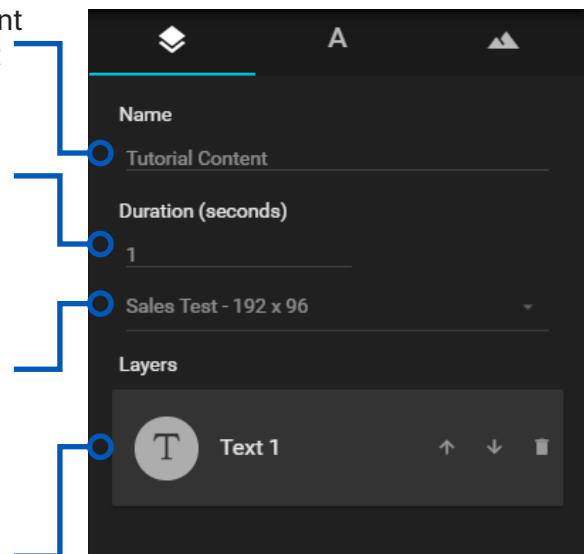 A
Name
Tutorial Content
Duration (seconds)
1
Sales Test - 192 x 96
Layers
T Text 1